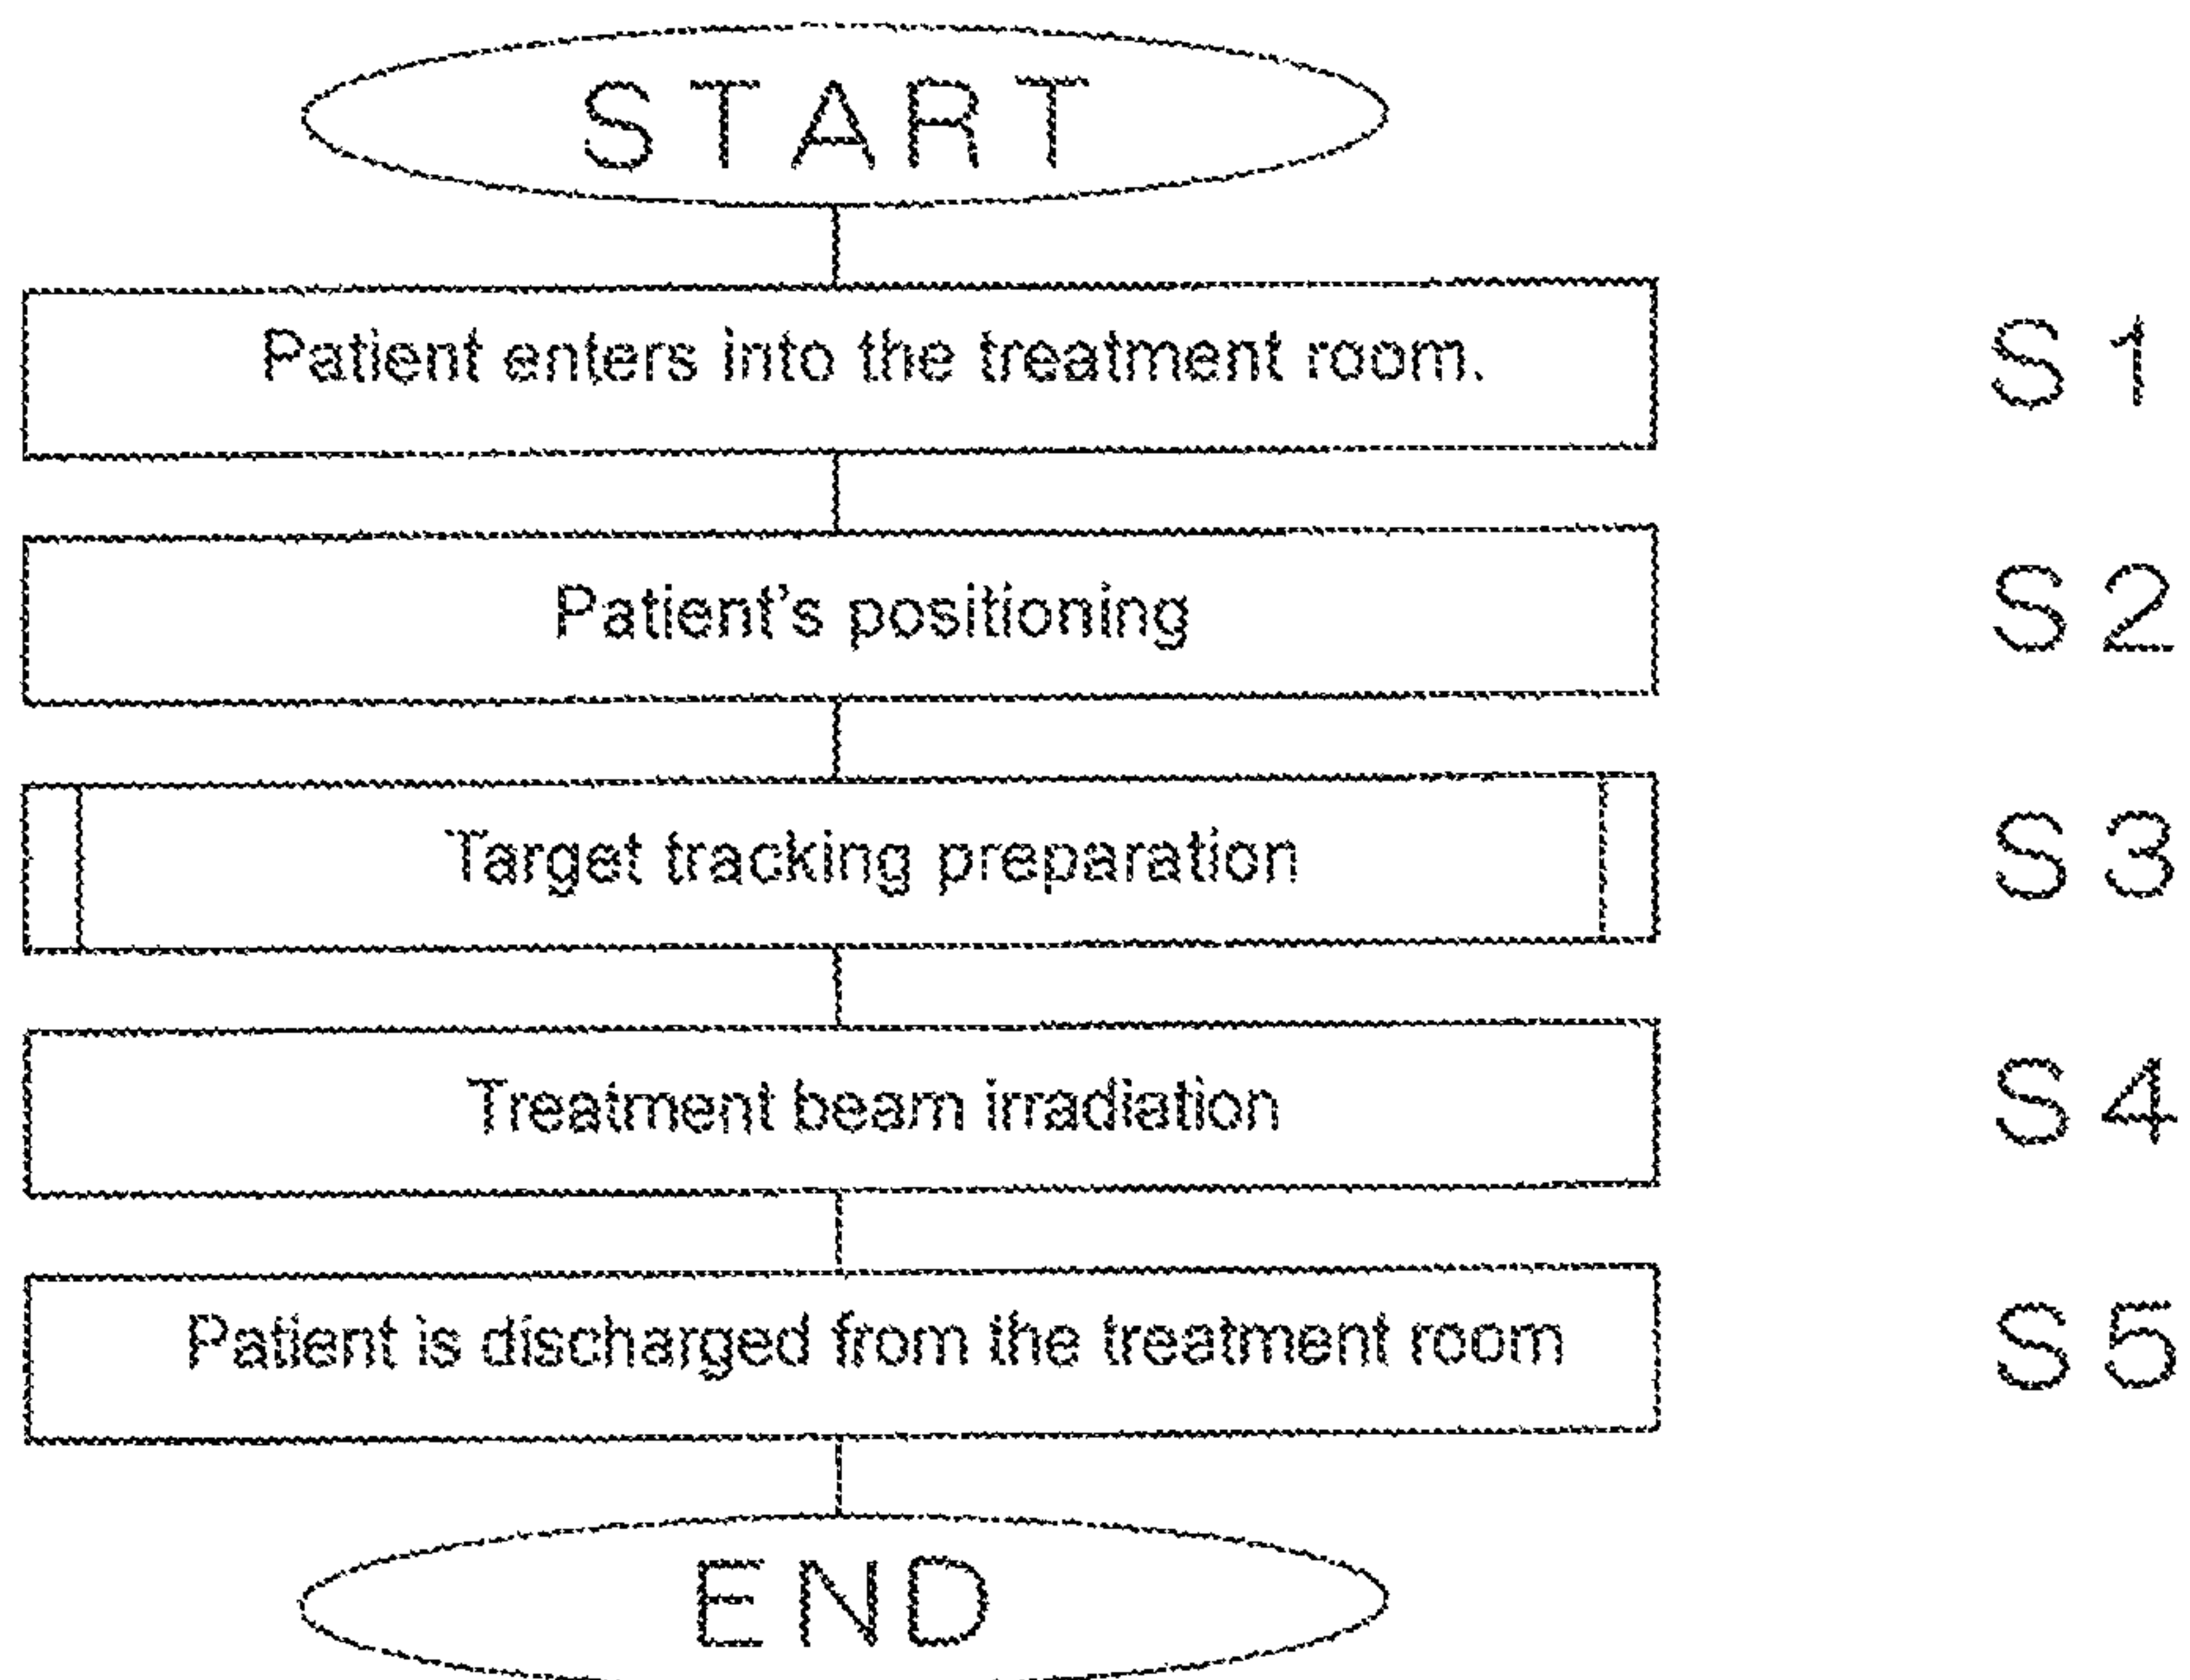 START
Patient enters into the treatment room.
S1
Patient's positioning
S2
Target tracking preparation
S3
Treatment beam irradiation
S4
Patient is discharged from the treatment room
S5
END